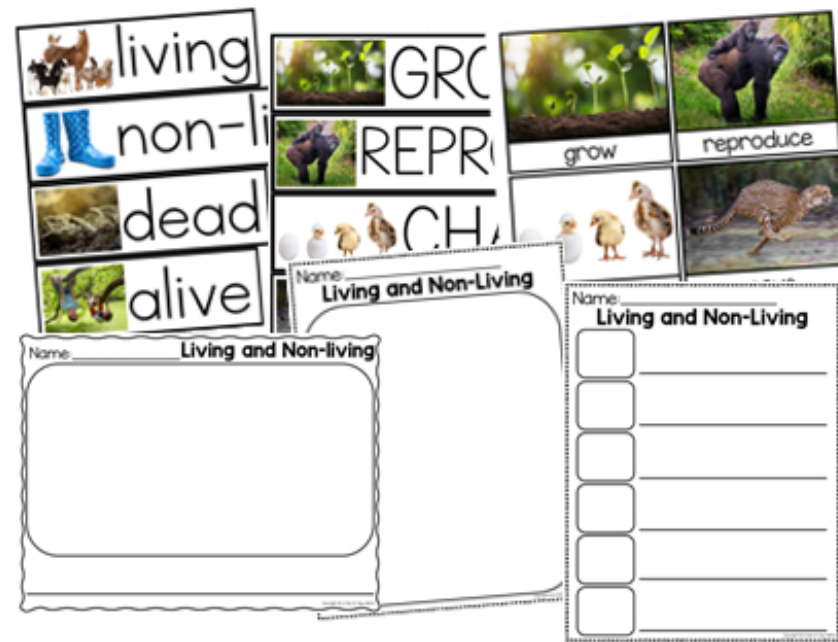 living
non-li
dead
alive
GRO
REPR
CHA
grow
reproduce
Name:
Living and Non-Living
Name:
Living and Non-living
Name:
Living and Non-Living